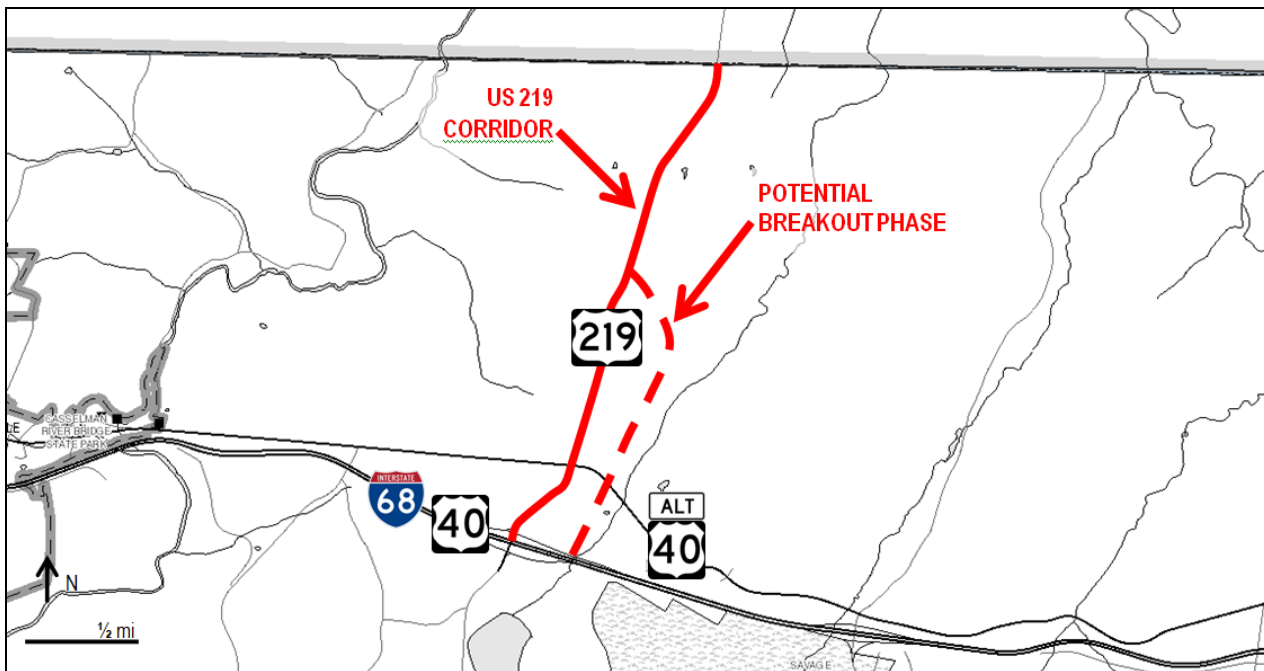 US 219
CORRIDOR
POTENTIAL
BREAKOUT PHASE
219
CASSELMAN
RIVER BRIDGE
STATE PARK
LE
INTERSTATE
68
40
ALT
40
N
½ mi
SAVAGE